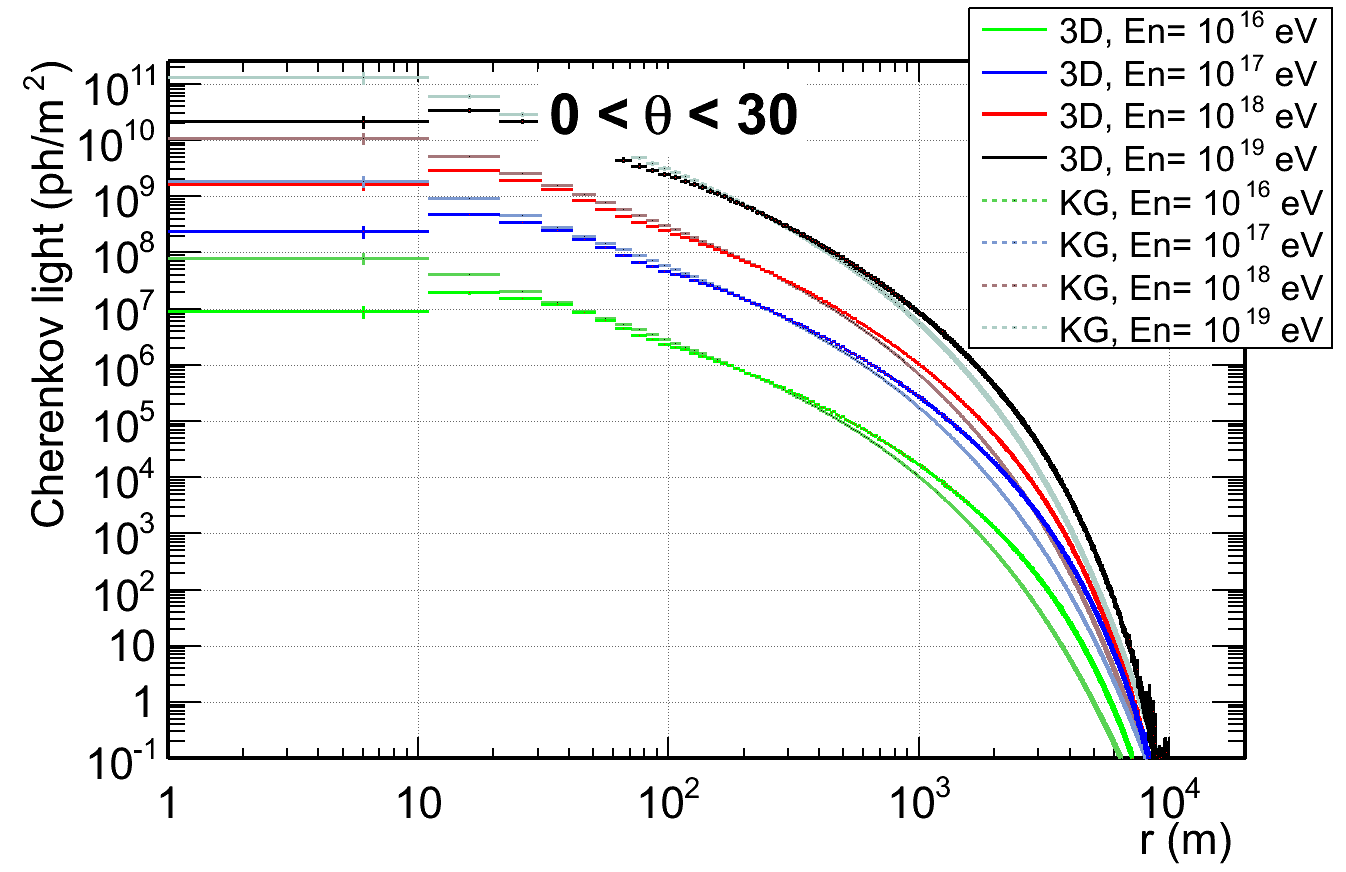 3D, En= 10^16 eV
3D, En= 10^17 eV
3D, En= 10^18 eV
3D, En= 10^19 eV
KG, En= 10^16 eV
KG, En= 10^17 eV
KG, En= 10^18 eV
KG, En= 10^19 eV
0 < θ < 30
Cherenkov light (ph/m^2)
10^11
10^10
10^9
10^8
10^7
10^6
10^5
10^4
10^3
10^2
10
1
10^-1
1
10
10^2
10^3
10^4
r (m)